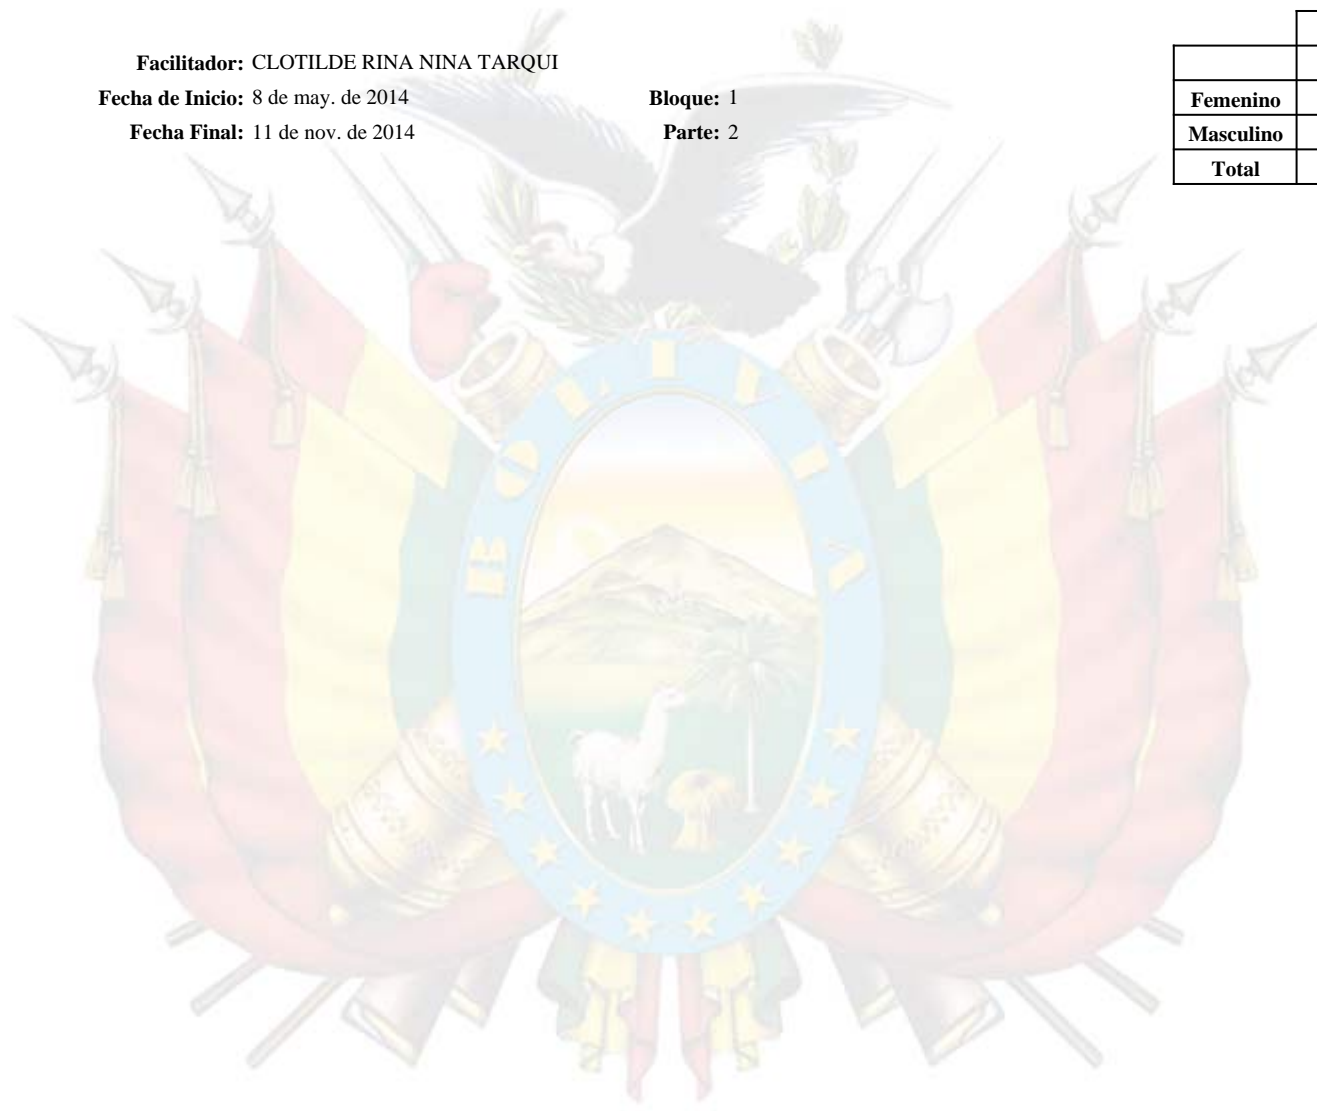 Facilitador: CLOTILDE RINA NINA TARQUI
Fecha de Inicio: 8 de may. de 2014 Bloque: 1
Fecha Final: 11 de nov. de 2014 Parte: 2
Femenino
Masculino
Total
BOLIVIA